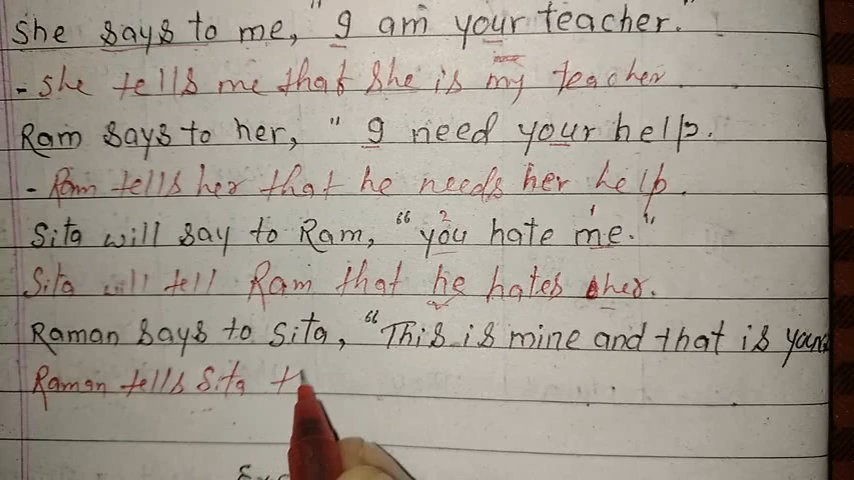 She says to me, "I am your teacher."
- She tells me that she is my teacher.
Ram says to her, "I need your help.
- Ram tells her that he needs her help.
2 1
Sita will say to Ram, "you hate me."
Sita will tell Ram that he hates her.
Raman says to Sita, "This is mine and that is yours
Raman tells Sita t